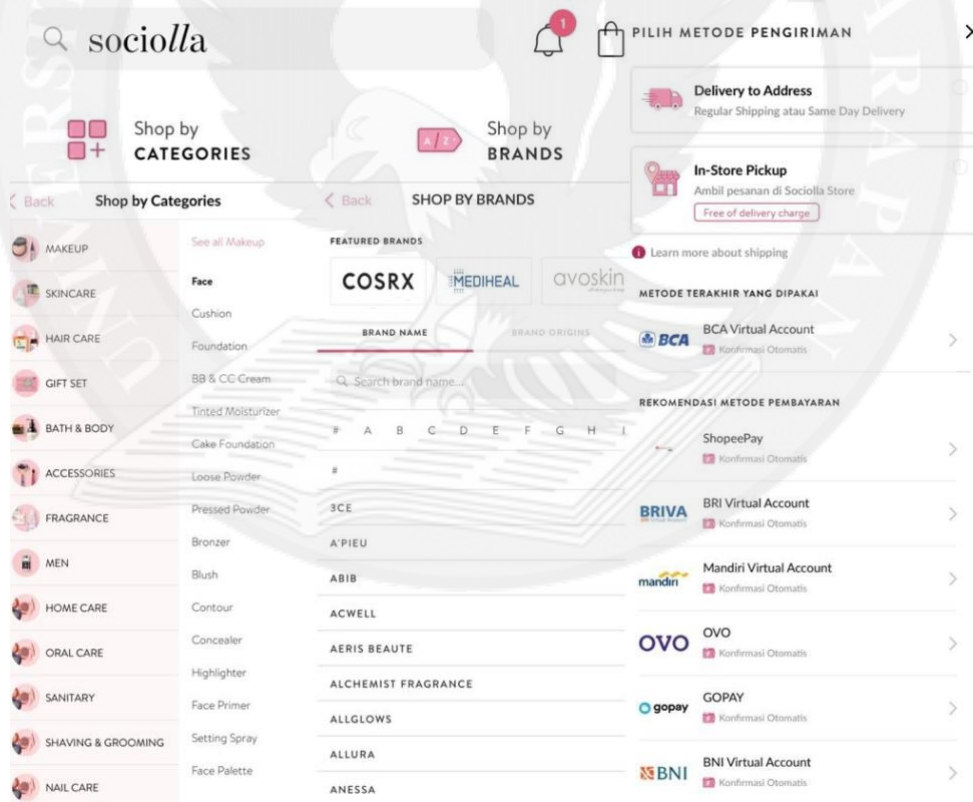 sociolla
1
Shop by
CATEGORIES
Shop by
A/Z
BRANDS
< Back
Shop by Categories
MAKEUP
SKINCARE
HAIR CARE
GIFT SET
BATH & BODY
ACCESSORIES
FRAGRANCE
MEN
HOME CARE
ORAL CARE
SANITARY
SHAVING & GROOMING
NAIL CARE
See all Makeup
Face
Cushion
Foundation
BB & CC Cream
Tinted Moisturizer
Cake Foundation
Loose Powder
Pressed Powder
Bronzer
Blush
Contour
Concealer
Highlighter
Face Primer
Setting Spray
Face Palette
< Back
SHOP BY BRANDS
FEATURED BRANDS
COSRX
MEDIHEAL
avoskin
BRAND NAME
BRAND ORIGINS
Search brand name...
# A B C D E F G H I
#
3CE
A'PIEU
ABIB
ACWELL
AERIS BEAUTE
ALCHEMIST FRAGRANCE
ALLGLOWS
ALLURA
ANESSA
PILIH METODE PENGIRIMAN
Delivery to Address
Regular Shipping atau Same Day Delivery
In-Store Pickup
Ambil pesanan di Sociolla Store
Free of delivery charge
Learn more about shipping
METODE TERAKHIR YANG DIPAKAI
BCA
BCA Virtual Account
Konfirmasi Otomatis
REKOMENDASI METODE PEMBAYARAN
ShopeePay
Konfirmasi Otomatis
BRIVA
BRI Virtual Account
Konfirmasi Otomatis
mandiri
Mandiri Virtual Account
Konfirmasi Otomatis
OVO
OVO
Konfirmasi Otomatis
gopay
GOPAY
Konfirmasi Otomatis
BNI
BNI Virtual Account
Konfirmasi Otomatis